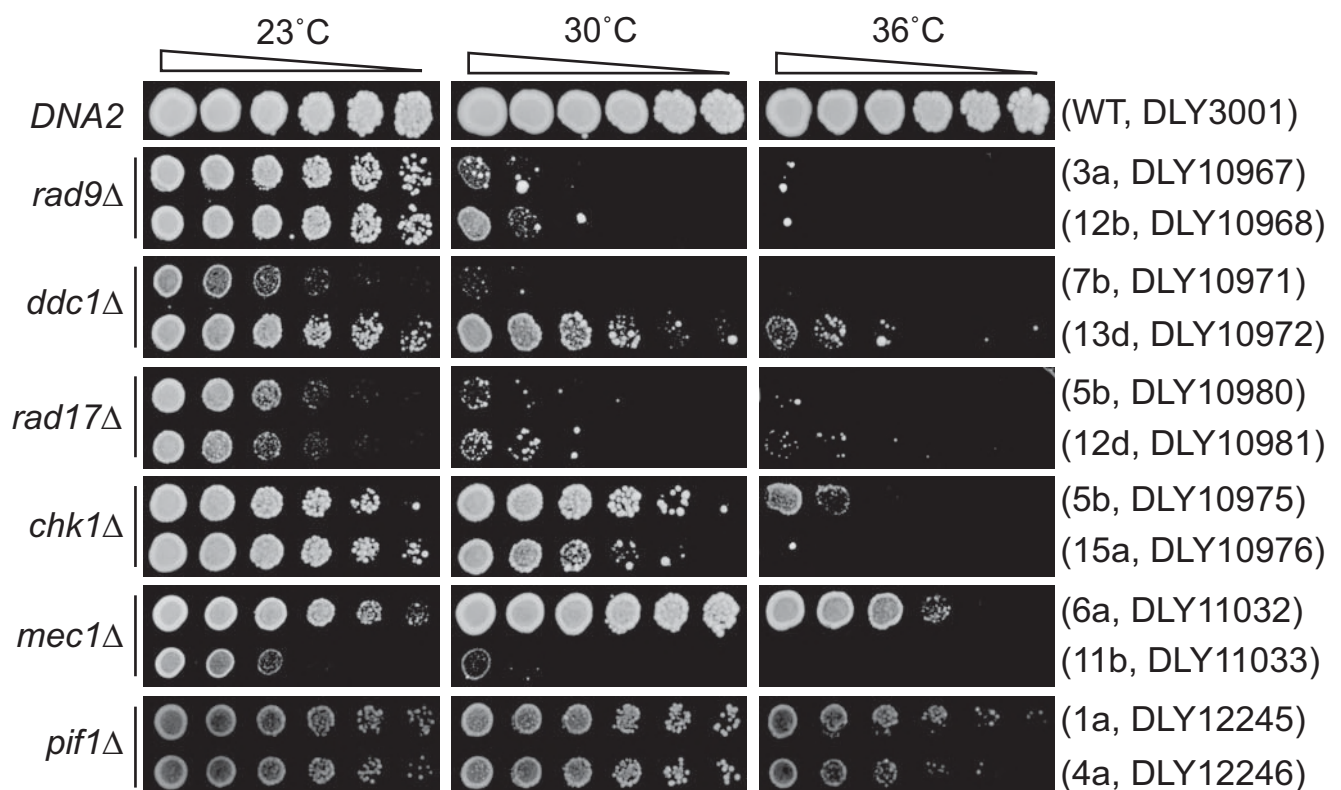 23˚C 30˚C 36˚C
DNA2 (WT, DLY3001)
rad9Δ (3a, DLY10967)
(12b, DLY10968)
ddc1Δ (7b, DLY10971)
(13d, DLY10972)
rad17Δ (5b, DLY10980)
(12d, DLY10981)
chk1Δ (5b, DLY10975)
(15a, DLY10976)
mec1Δ (6a, DLY11032)
(11b, DLY11033)
pif1Δ (1a, DLY12245)
(4a, DLY12246)